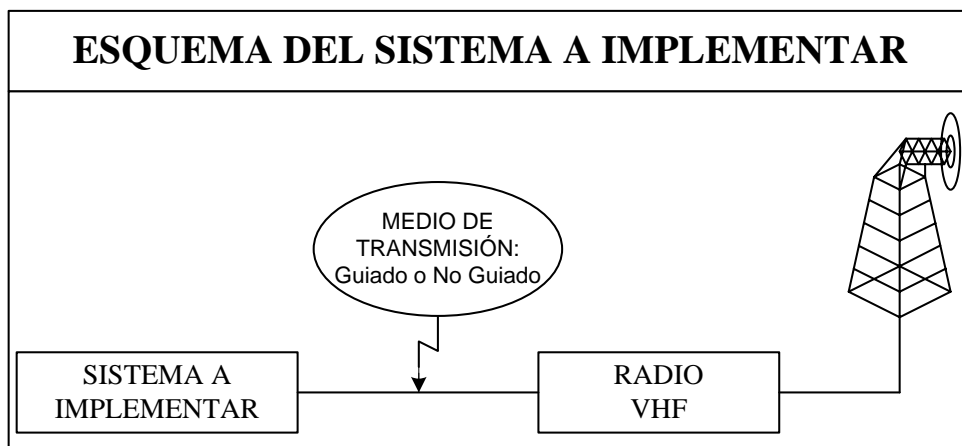 ESQUEMA DEL SISTEMA A IMPLEMENTAR
MEDIO DE
TRANSMISIÓN:
Guiado o No Guiado
SISTEMA A
IMPLEMENTAR
RADIO
VHF